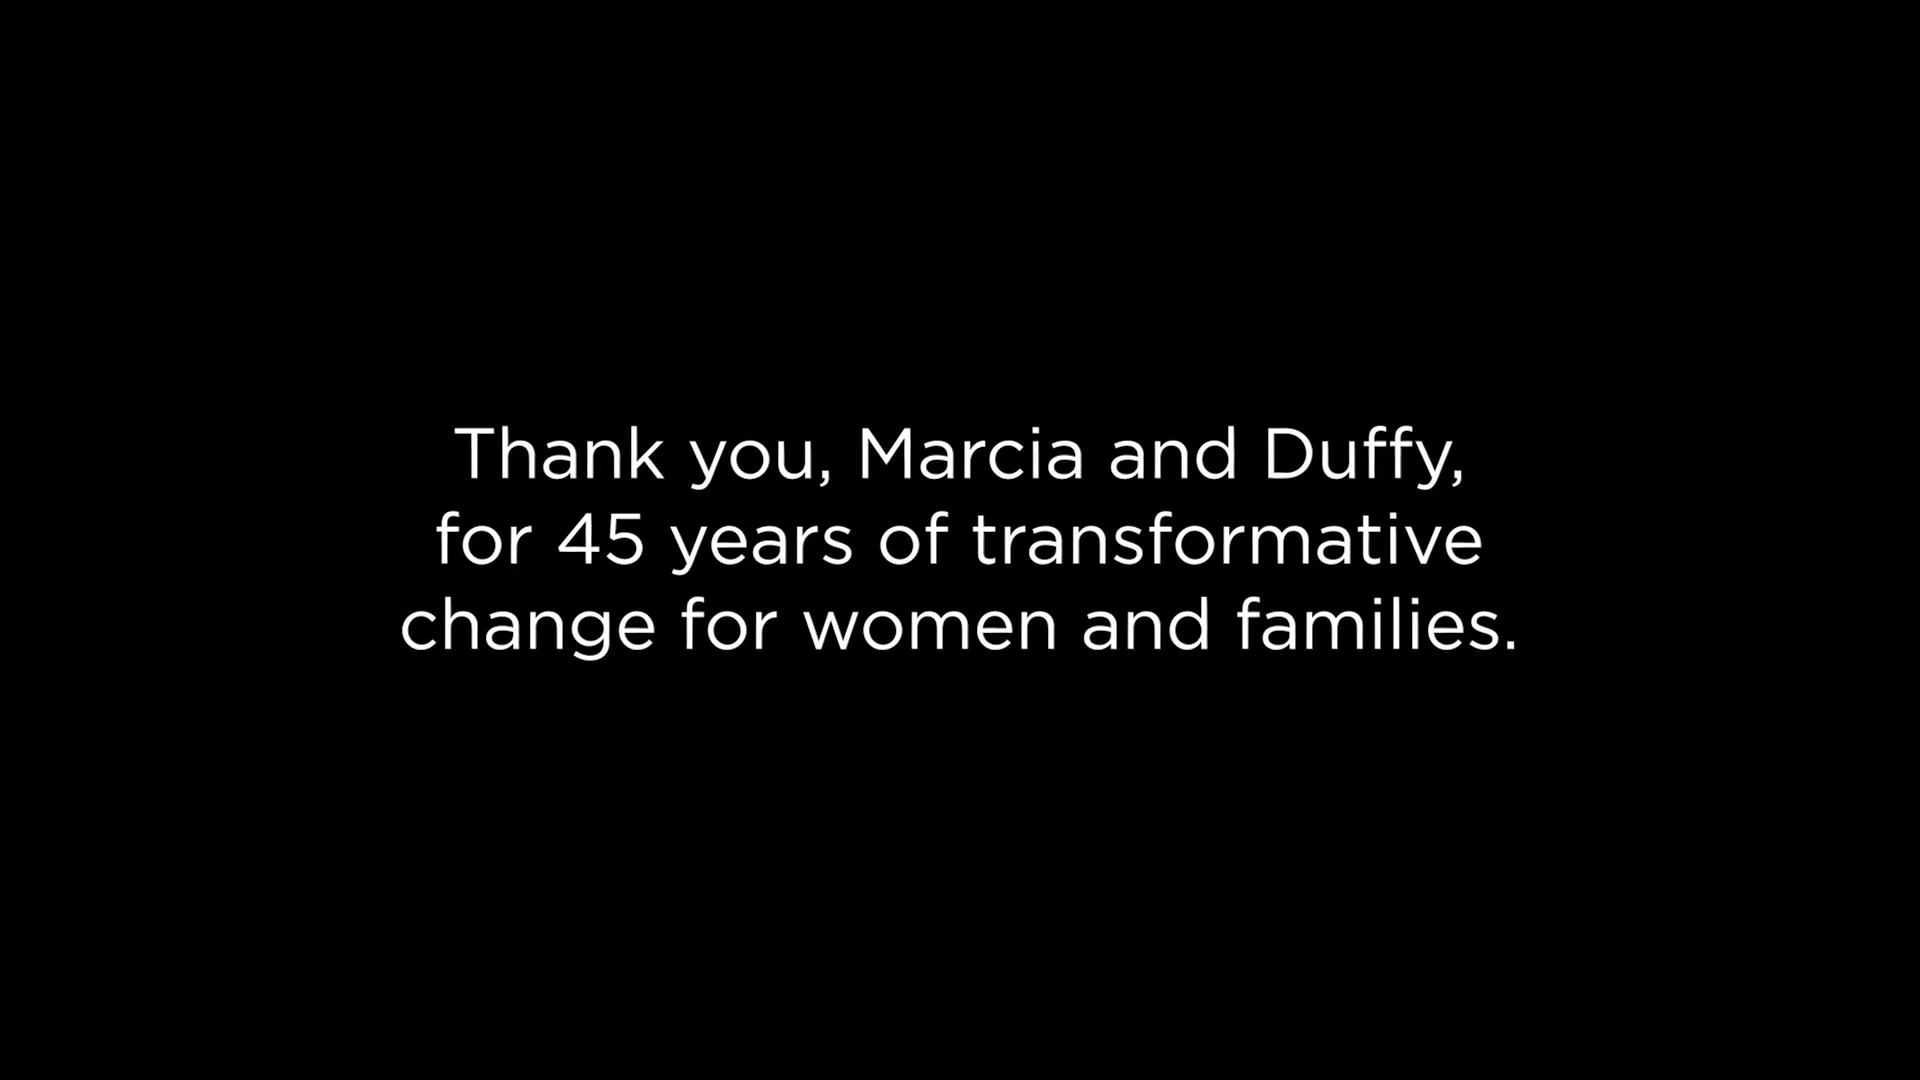 Thank you, Marcia and Duffy,
for 45 years of transformative
change for women and families.